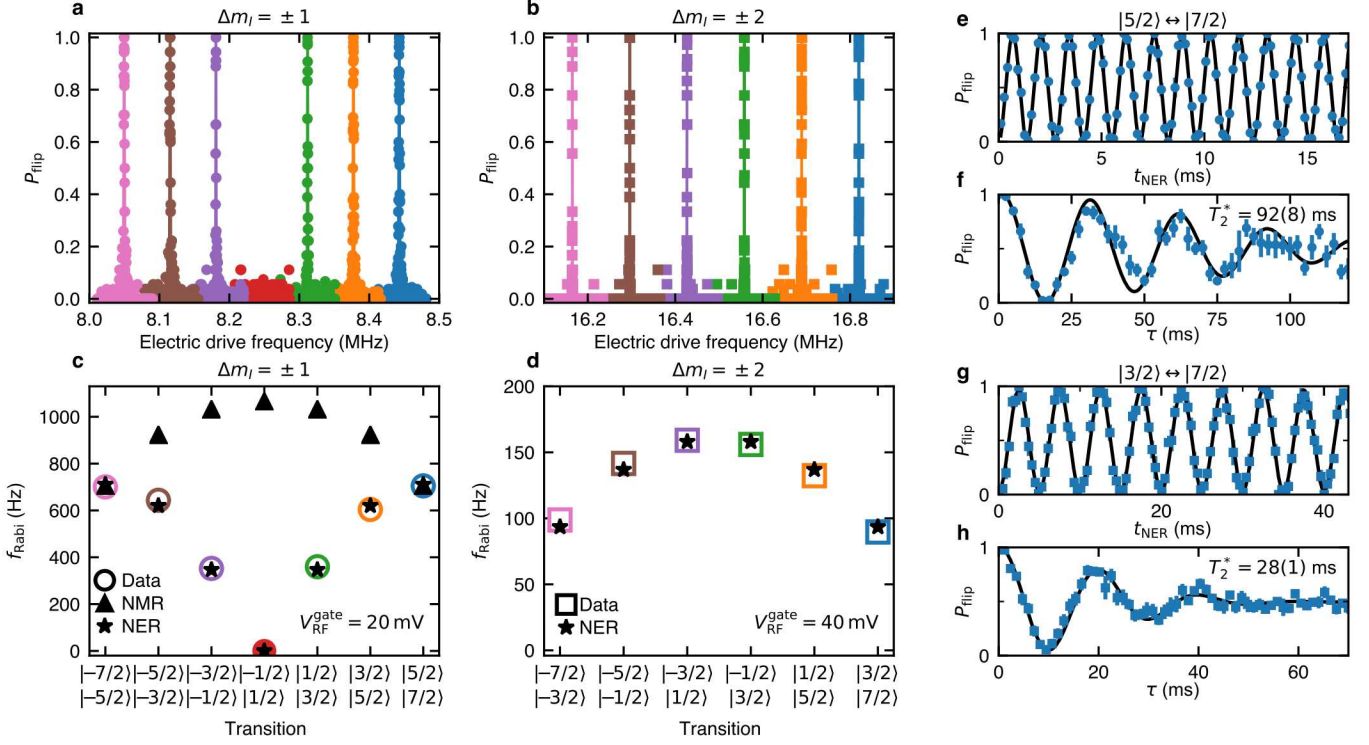 a
Δm_I = ±1
P_flip
1.0
0.8
0.6
0.4
0.2
0.0
8.0 8.1 8.2 8.3 8.4 8.5
Electric drive frequency (MHz)
b
Δm_I = ±2
P_flip
1.0
0.8
0.6
0.4
0.2
0.0
16.2 16.4 16.6 16.8
Electric drive frequency (MHz)
c
Δm_I = ±1
f_Rabi (Hz)
1000
800
600
400
200
0
Data
NMR
NER
V_RF^gate = 20 mV
|−7/2⟩ |−5/2⟩ |−3/2⟩ |−1/2⟩ |1/2⟩ |3/2⟩ |5/2⟩
|−5/2⟩ |−3/2⟩ |−1/2⟩ |1/2⟩ |3/2⟩ |5/2⟩ |7/2⟩
Transition
d
Δm_I = ±2
f_Rabi (Hz)
200
150
100
50
0
Data
NER
V_RF^gate = 40 mV
|−7/2⟩ |−5/2⟩ |−3/2⟩ |−1/2⟩ |1/2⟩ |3/2⟩
|−3/2⟩ |−1/2⟩ |1/2⟩ |3/2⟩ |5/2⟩ |7/2⟩
Transition
e
|5/2⟩ ↔ |7/2⟩
P_flip
1
0
0 5 10 15
t_NER (ms)
f
T_2^* = 92(8) ms
P_flip
1
0
0 25 50 75 100
τ (ms)
g
|3/2⟩ ↔ |7/2⟩
P_flip
1
0
0 20 40
t_NER (ms)
h
T_2^* = 28(1) ms
P_flip
1
0
0 20 40 60
τ (ms)